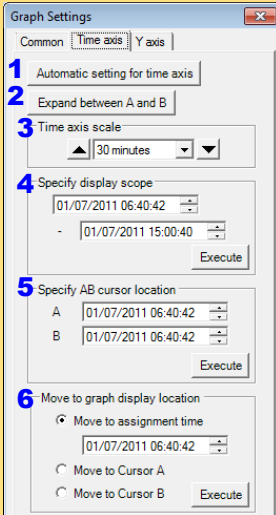 Graph Settings
Common Time axis Y axis
1 Automatic setting for time axis
2 Expand between A and B
3 Time axis scale
30 minutes
4 Specify display scope
01/07/2011 06:40:42
- 01/07/2011 15:00:40
Execute
5 Specify AB cursor location
A 01/07/2011 06:40:42
B 01/07/2011 06:40:42
Execute
6 Move to graph display location
Move to assignment time
01/07/2011 06:40:42
Move to Cursor A
Move to Cursor B Execute